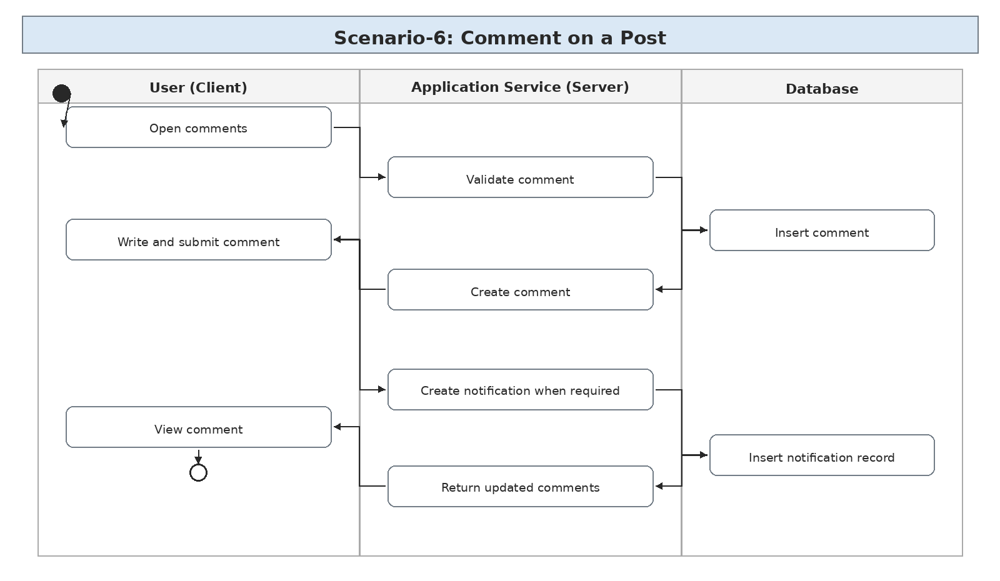 Scenario-6: Comment on a Post
User (Client)
Application Service (Server)
Database
Open comments
Validate comment
Insert comment
Write and submit comment
Create comment
Create notification when required
View comment
Insert notification record
Return updated comments